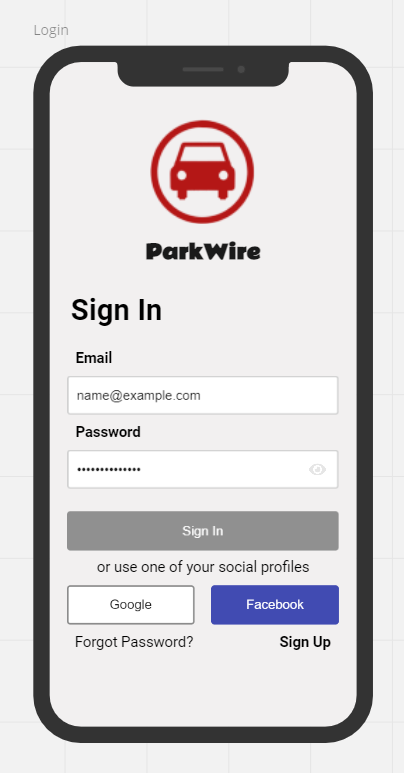 Login
ParkWire
Sign In
Email
name@example.com
Password
••••••••••••••
Sign In
or use one of your social profiles
Google Facebook
Forgot Password? Sign Up